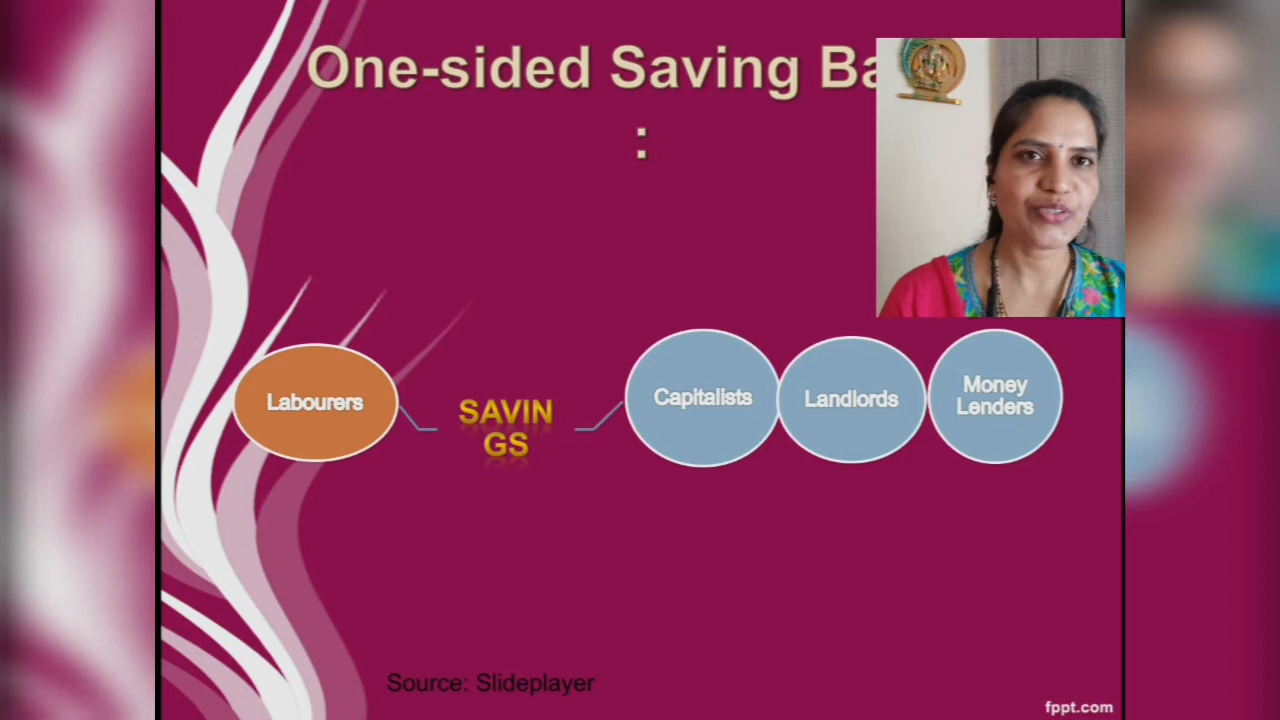 One-sided Saving Ba
:
Labourers
SAVIN
GS
Capitalists
Landlords
Money
Lenders
Source: Slideplayer
fppt.com